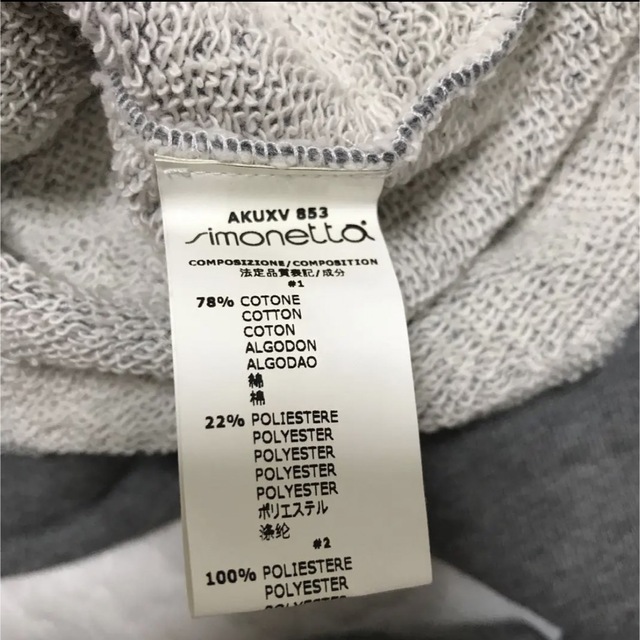 AKUXV 853
simonetta
COMPOSIZIONE/COMPOSITION
法定品質表記/成分
#1
78% COTONE
COTTON
COTON
ALGODON
ALGODAO
綿
棉
22% POLIESTERE
POLYESTER
POLYESTER
POLYESTER
POLYESTER
ポリエステル
涤纶
#2
100% POLIESTERE
POLYESTER